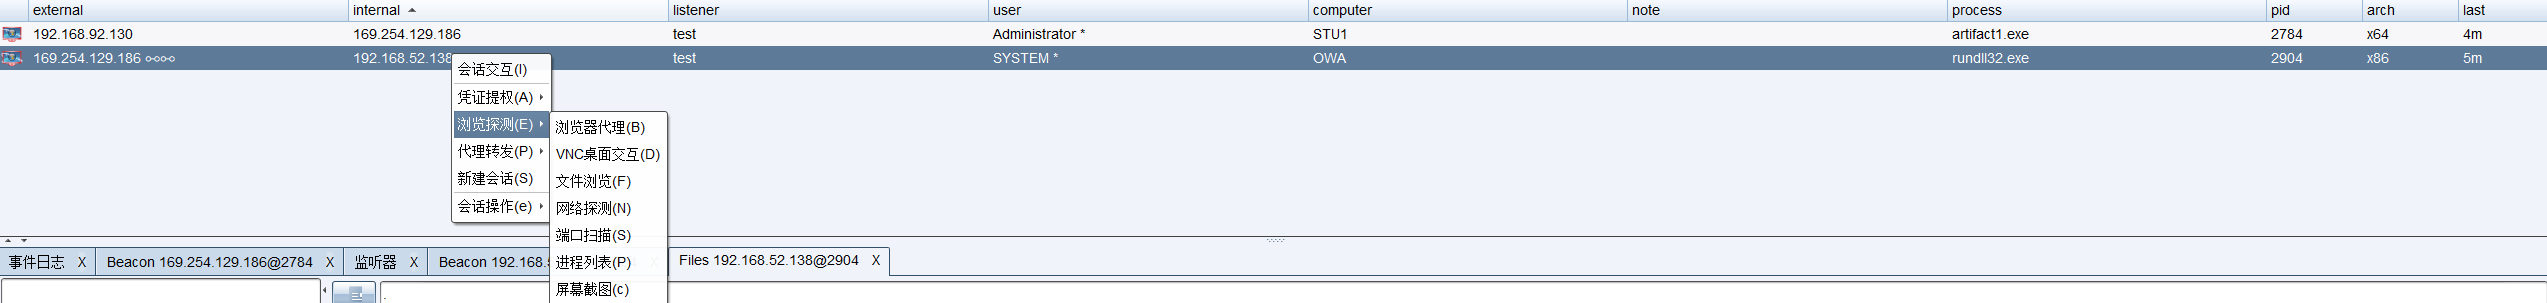 external internal listener user computer note process pid arch last
192.168.92.130 169.254.129.186 test Administrator * STU1 artifact1.exe 2784 x64 4m
169.254.129.186 192.168.52.138 test SYSTEM * OWA rundll32.exe 2904 x86 5m
会话交互(I)
凭证提权(A)
浏览探测(E)
代理转发(P)
新建会话(S)
会话操作(e)
浏览器代理(B)
VNC桌面交互(D)
文件浏览(F)
网络探测(N)
端口扫描(S)
进程列表(P)
屏幕截图(c)
事件日志 X Beacon 169.254.129.186@2784 X 监听器 X Beacon 192.168. Files 192.168.52.138@2904 X
.